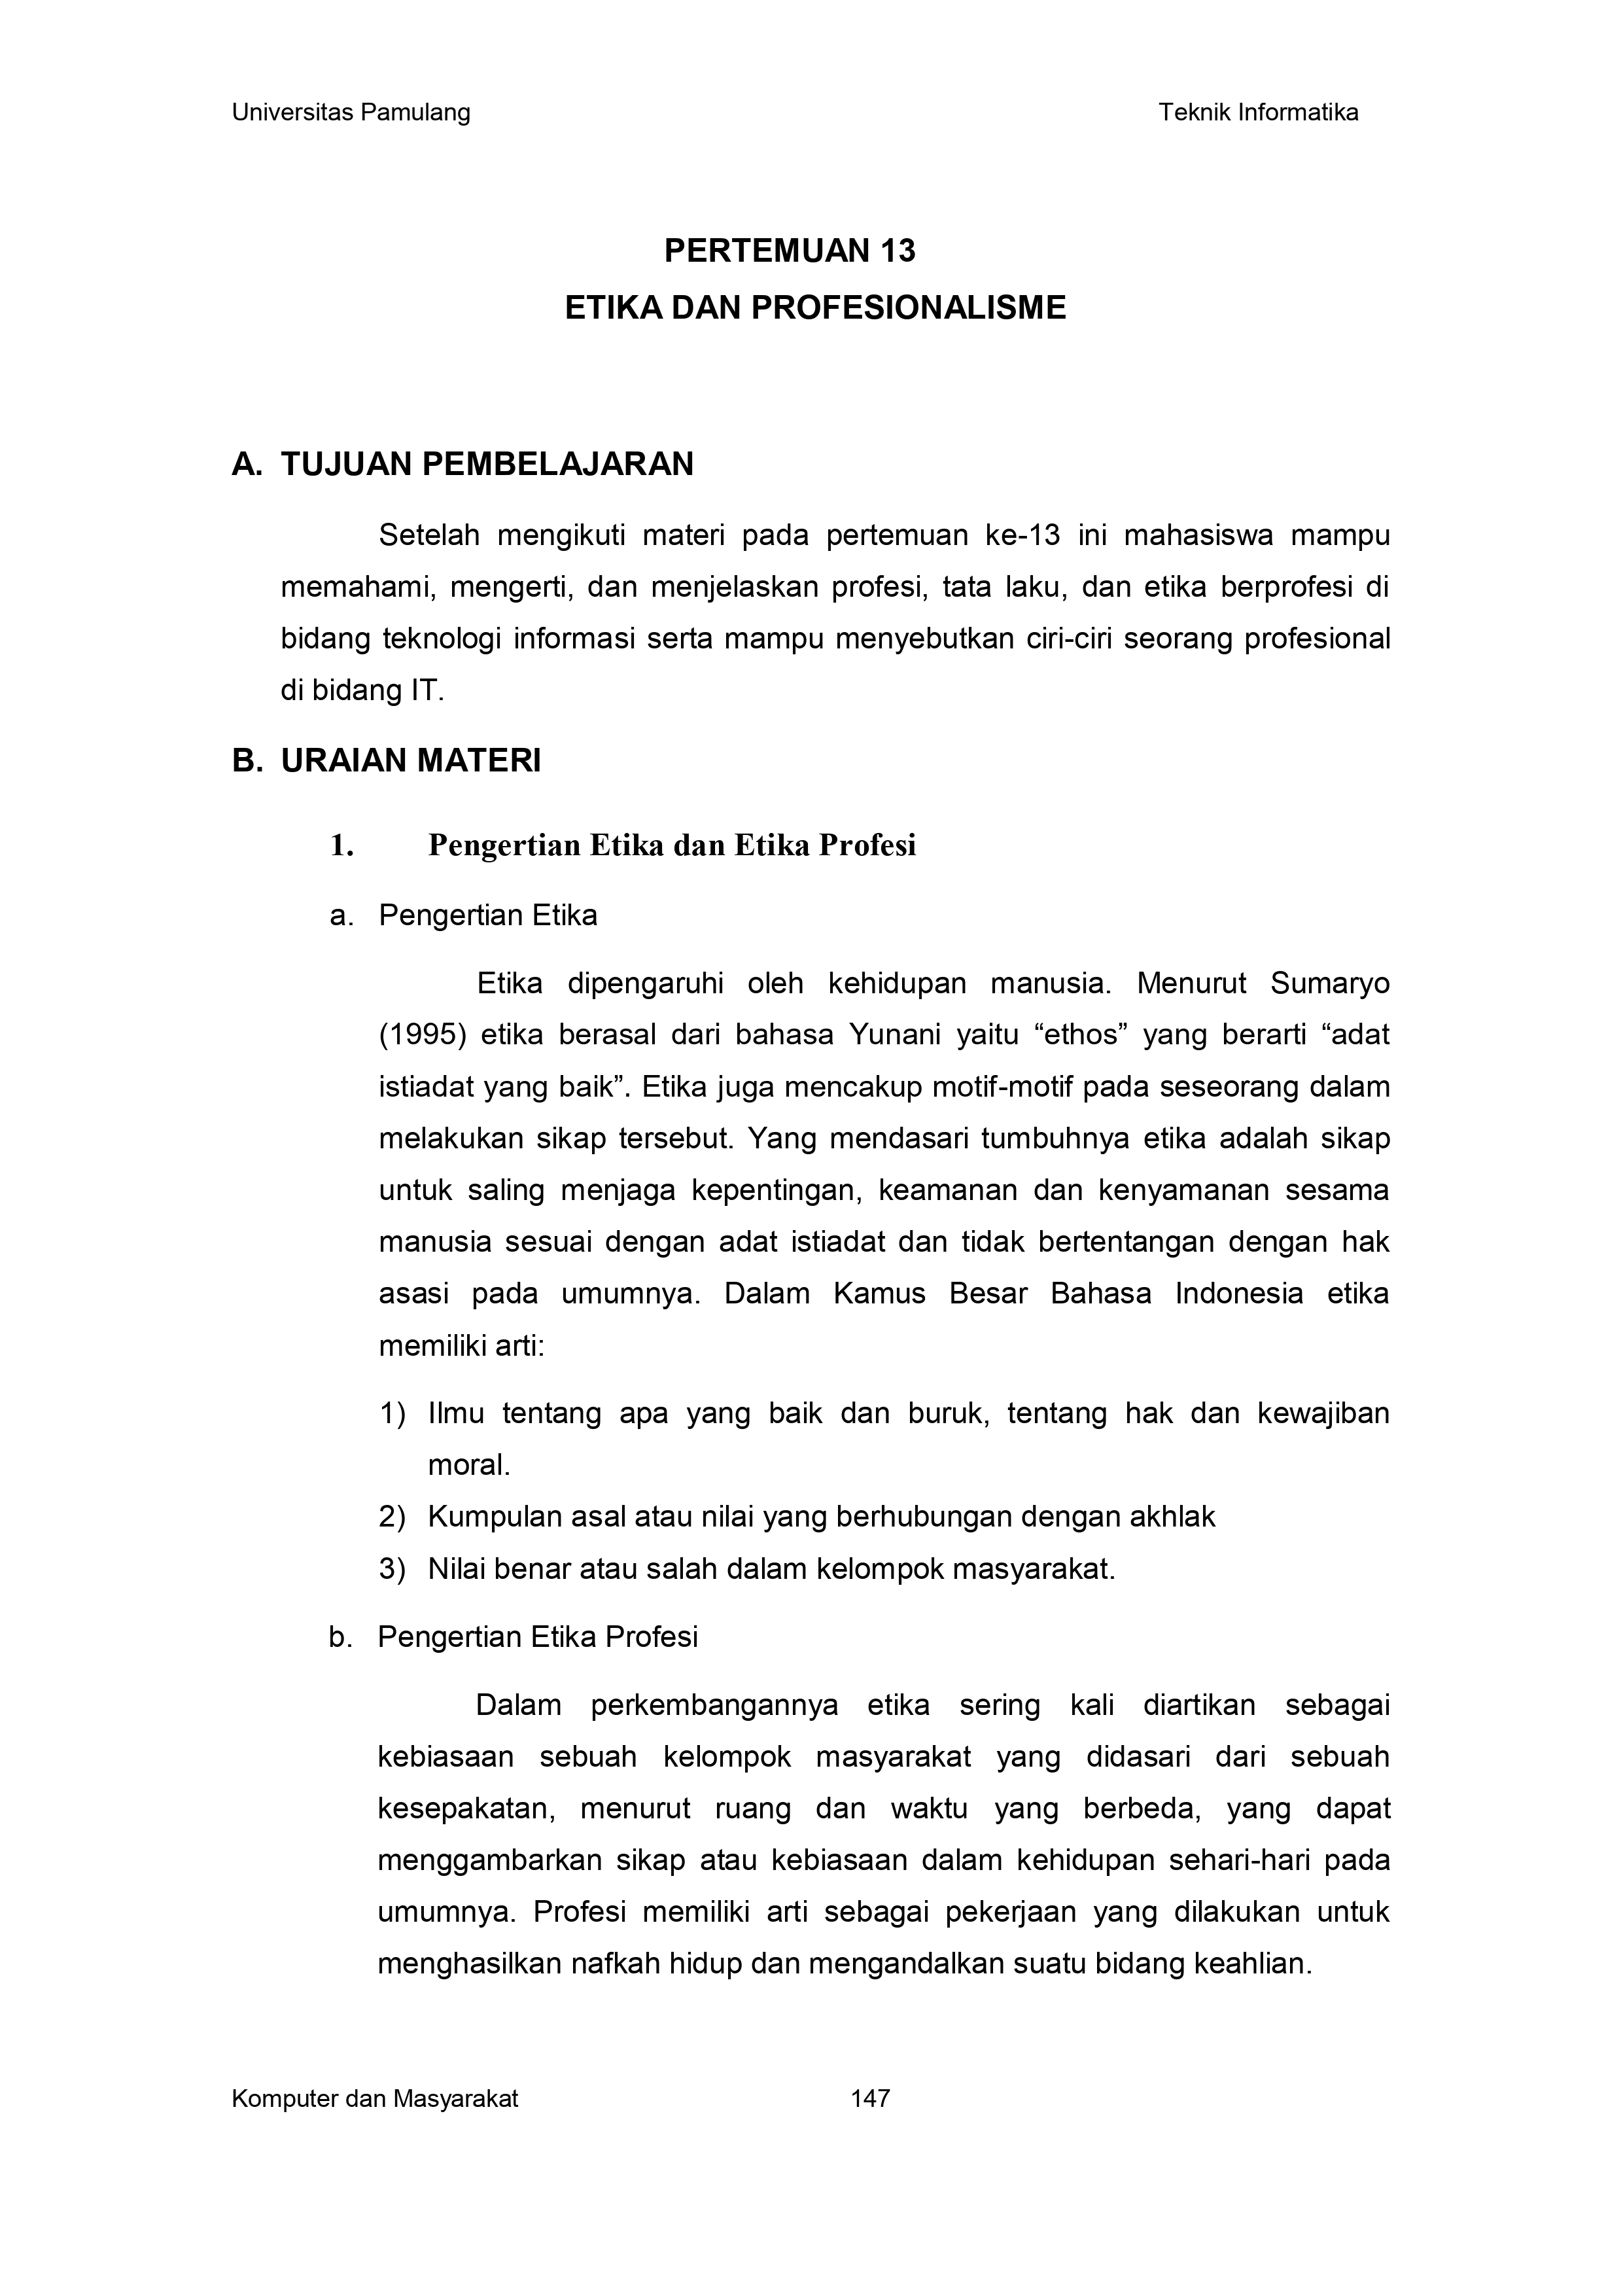 Universitas Pamulang Teknik Informatika
PERTEMUAN 13
ETIKA DAN PROFESIONALISME
A. TUJUAN PEMBELAJARAN
Setelah mengikuti materi pada pertemuan ke-13 ini mahasiswa mampu
memahami, mengerti, dan menjelaskan profesi, tata laku, dan etika berprofesi di
bidang teknologi informasi serta mampu menyebutkan ciri-ciri seorang profesional
di bidang IT.
B. URAIAN MATERI
1. Pengertian Etika dan Etika Profesi
a. Pengertian Etika
Etika dipengaruhi oleh kehidupan manusia. Menurut Sumaryo
(1995) etika berasal dari bahasa Yunani yaitu “ethos” yang berarti “adat
istiadat yang baik”. Etika juga mencakup motif-motif pada seseorang dalam
melakukan sikap tersebut. Yang mendasari tumbuhnya etika adalah sikap
untuk saling menjaga kepentingan, keamanan dan kenyamanan sesama
manusia sesuai dengan adat istiadat dan tidak bertentangan dengan hak
asasi pada umumnya. Dalam Kamus Besar Bahasa Indonesia etika
memiliki arti:
1) Ilmu tentang apa yang baik dan buruk, tentang hak dan kewajiban
moral.
2) Kumpulan asal atau nilai yang berhubungan dengan akhlak
3) Nilai benar atau salah dalam kelompok masyarakat.
b. Pengertian Etika Profesi
Dalam perkembangannya etika sering kali diartikan sebagai
kebiasaan sebuah kelompok masyarakat yang didasari dari sebuah
kesepakatan, menurut ruang dan waktu yang berbeda, yang dapat
menggambarkan sikap atau kebiasaan dalam kehidupan sehari-hari pada
umumnya. Profesi memiliki arti sebagai pekerjaan yang dilakukan untuk
menghasilkan nafkah hidup dan mengandalkan suatu bidang keahlian.
Komputer dan Masyarakat 147